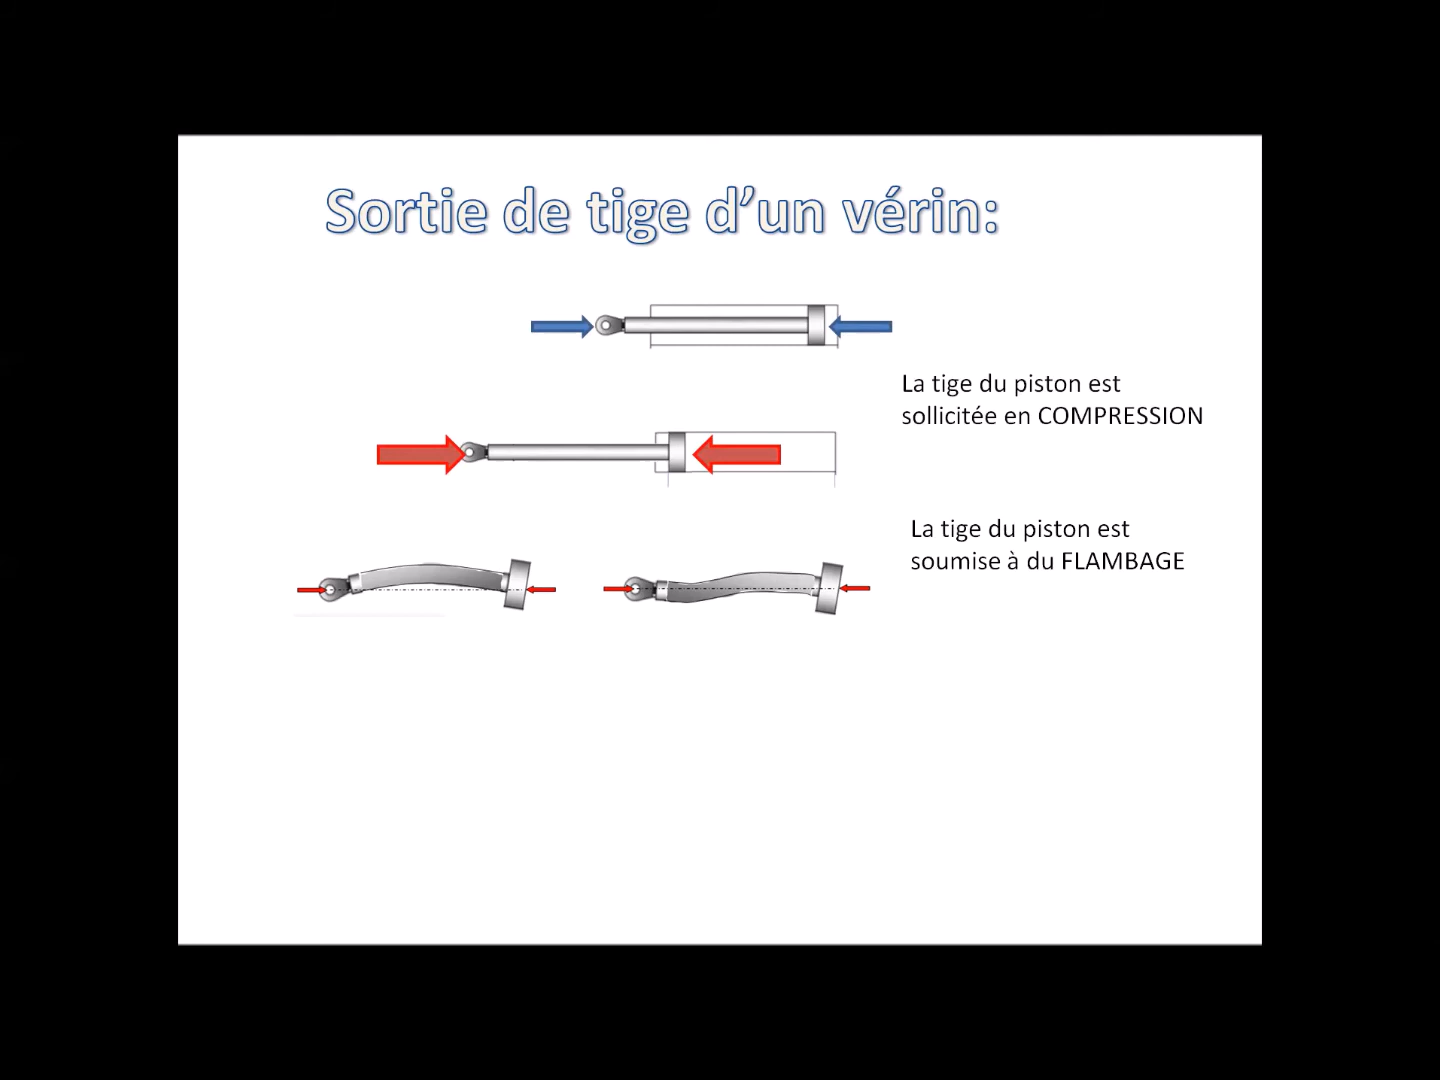 Sortie de tige d’un vérin:
La tige du piston est
sollicitée en COMPRESSION
La tige du piston est
soumise à du FLAMBAGE